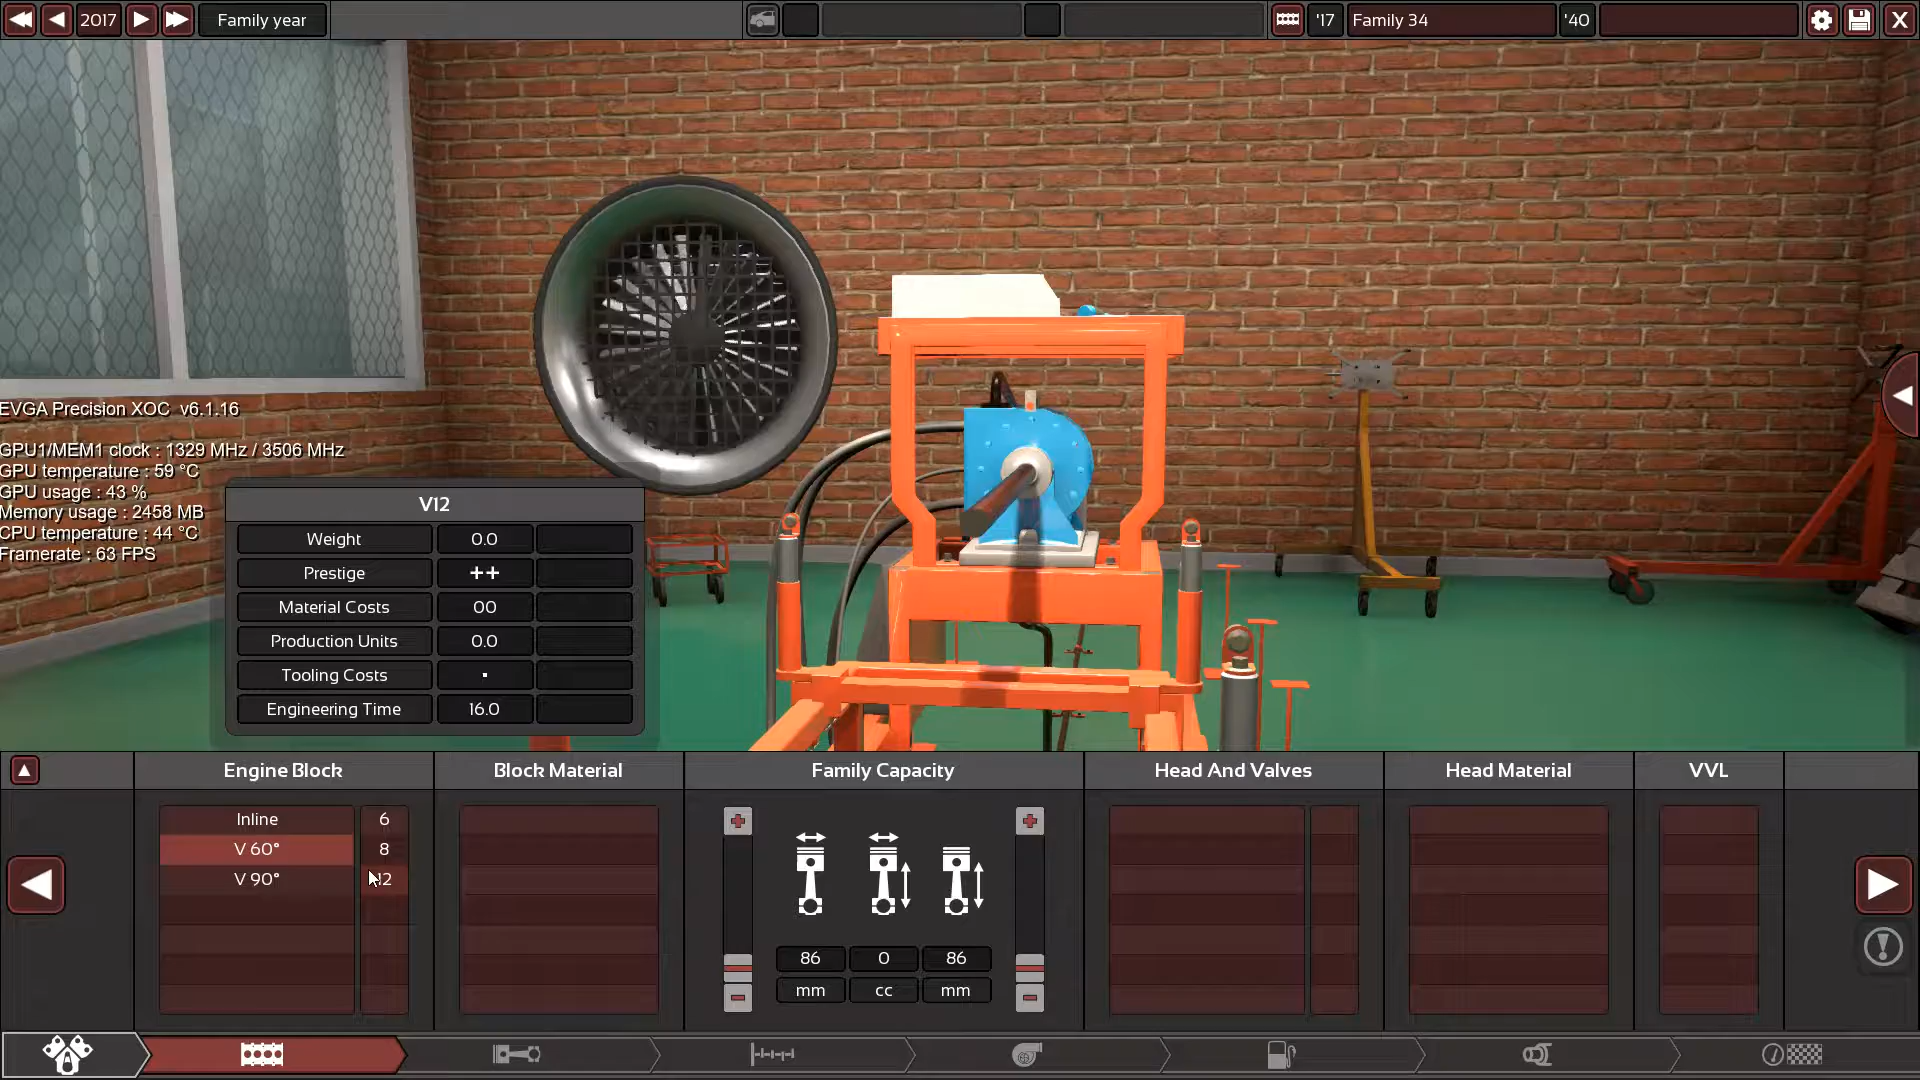 2017
Family year
'17
Family 34
'40
X
EVGA Precision XOC v6.1.16
GPU1/MEM1 clock : 1329 MHz / 3506 MHz
GPU temperature : 59 °C
GPU usage : 43 %
Memory usage : 2458 MB
CPU temperature : 44 °C
Framerate : 63 FPS
V12
Weight 0.0
Prestige ++
Material Costs 00
Production Units 0.0
Tooling Costs ·
Engineering Time 16.0
Engine Block
Block Material
Family Capacity
Head And Valves
Head Material
VVL
Inline 6
V 60° 8
V 90° 12
86 0 86
mm cc mm